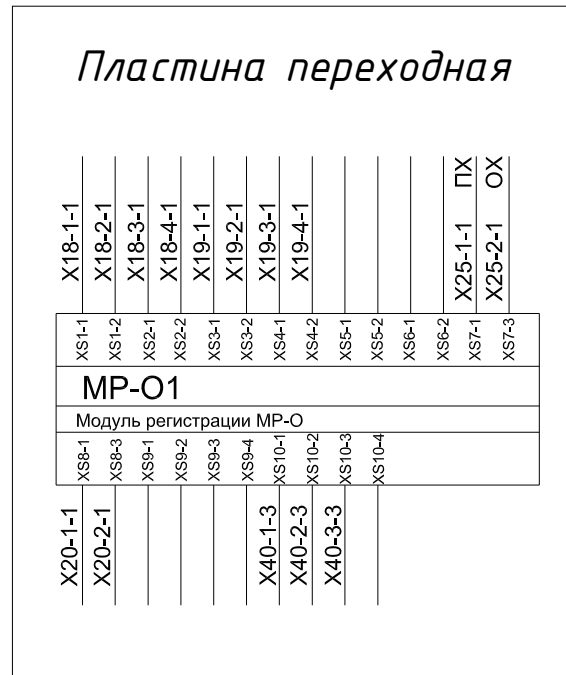 Пластина переходная
X18-1-1 X18-2-1 X18-3-1 X18-4-1 X19-1-1 X19-2-1 X19-3-1 X19-4-1 X25-1-1 ПХ X25-2-1 ОХ
XS1-1 XS1-2 XS2-1 XS2-2 XS3-1 XS3-2 XS4-1 XS4-2 XS5-1 XS5-2 XS6-1 XS6-2 XS7-1 XS7-3
МР-О1
Модуль регистрации МР-О
XS8-1 XS8-3 XS9-1 XS9-2 XS9-3 XS9-4 XS10-1 XS10-2 XS10-3 XS10-4
X20-1-1 X20-2-1 X40-1-3 X40-2-3 X40-3-3